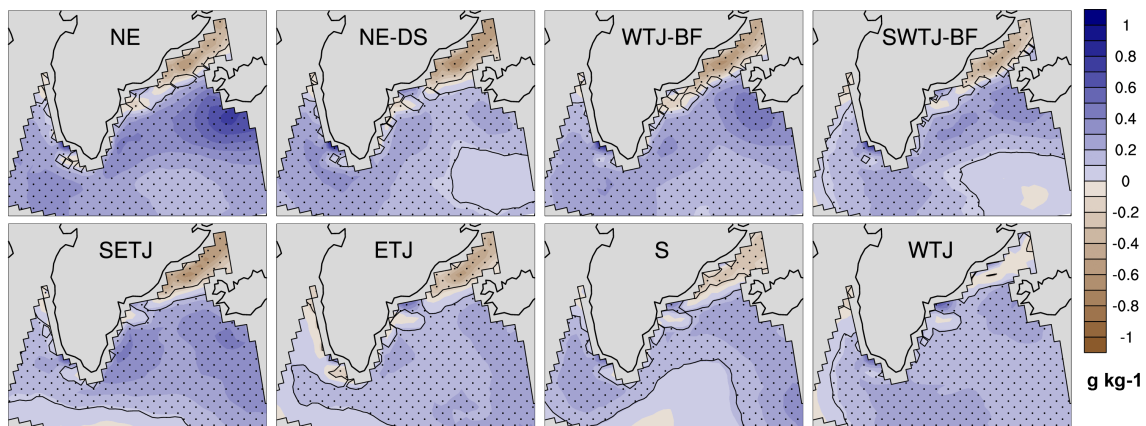 NE
NE-DS
WTJ-BF
SWTJ-BF
SETJ
ETJ
S
WTJ
1
0.8
0.6
0.4
0.2
0
-0.2
-0.4
-0.6
-0.8
-1
g kg-1